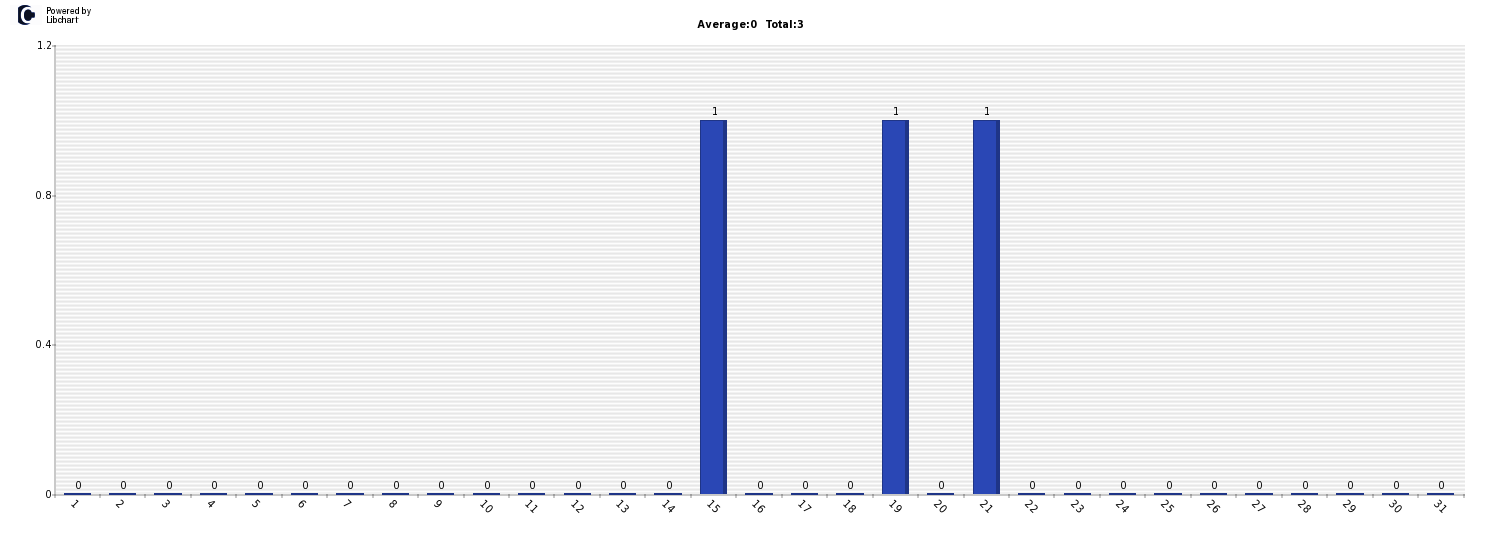 Powered by
Libchart
Average:0 Total:3
1.2
0.8
0.4
0
0 0 0 0 0 0 0 0 0 0 0 0 0 0 1 0 0 0 1 0 1 0 0 0 0 0 0 0 0 0 0
1 2 3 4 5 6 7 8 9 10 11 12 13 14 15 16 17 18 19 20 21 22 23 24 25 26 27 28 29 30 31